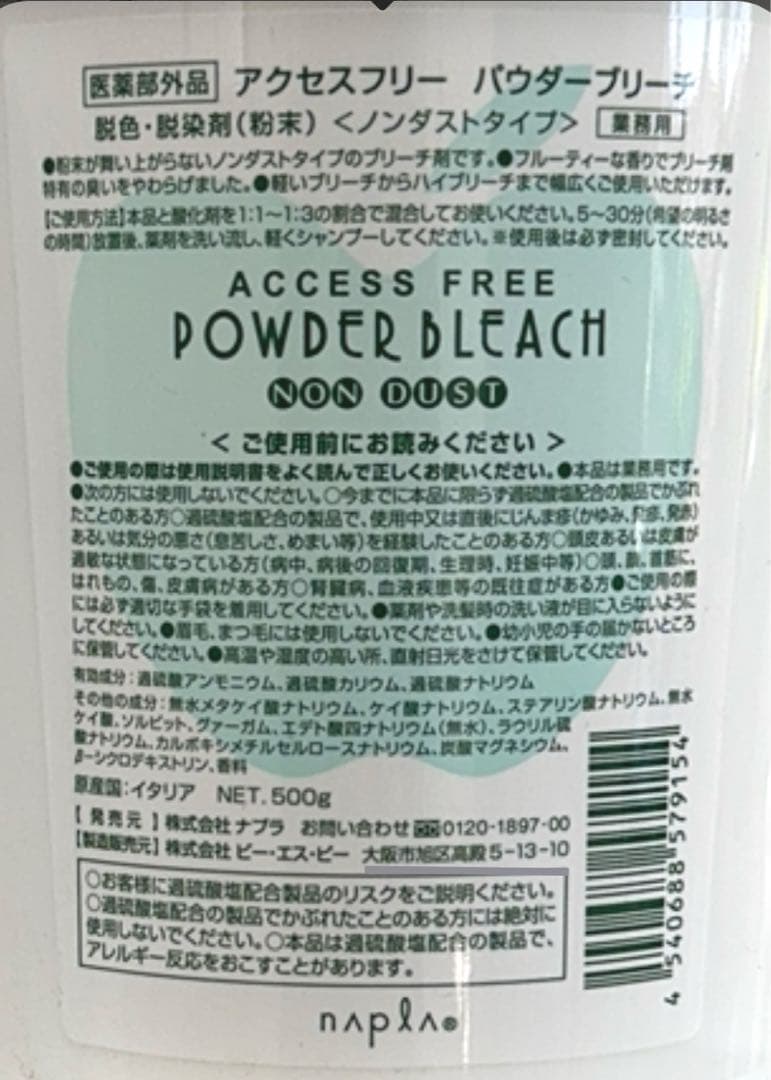 医薬部外品 アクセスフリー パウダーブリーチ
脱色・脱染剤(粉末) <ノンダストタイプ> 業務用
●粉末が舞い上がらないノンダストタイプのブリーチ剤です。●フルーティーな香りでブリーチ剤
特有の臭いをやわらげました。●軽いブリーチからハイブリーチまで幅広くご使用いただけます。
【ご使用方法】本品と酸化剤を1:1〜1:3の割合で混合してお使いください。5〜30分(希望の明るさ
の時間)放置後、薬剤を洗い流し、軽くシャンプーしてください。※使用後は必ず密封してください。
ACCESS FREE
POWDER BLEACH
NON DUST
< ご使用前にお読みください >
●ご使用の際は使用説明書をよく読んで正しくお使いください。●本品は業務用です。
●次の方には使用しないでください。○今までに本品に限らず過硫酸塩配合の製品でかぶれ
たことのある方○過硫酸塩配合の製品で、使用中又は直後にじんま疹(かゆみ、発疹、発赤)
あるいは気分の悪さ(息苦しさ、めまい等)を経験したことのある方○頭皮あるいは皮膚が
過敏な状態になっている方(病中、病後の回復期、生理時、妊娠中等)○頭、顔、首筋に、
はれもの、傷、皮膚病がある方○腎臓病、血液疾患等の既往症がある方●ご使用の際
には必ず適切な手袋を着用してください。●薬剤や洗髪時の洗い液が目に入らないように
してください。●眉毛、まつ毛には使用しないでください。●幼小児の手の届かないところ
に保管してください。●高温や湿度の高い所、直射日光をさけて保管してください。
有効成分:過硫酸アンモニウム、過硫酸カリウム、過硫酸ナトリウム
その他の成分:無水メタケイ酸ナトリウム、ケイ酸ナトリウム、ステアリン酸ナトリウム、無水
ケイ酸、ソルビット、グァーガム、エデト酸四ナトリウム(無水)、ラウリル硫
酸ナトリウム、カルボキシメチルセルロースナトリウム、炭酸マグネシウム、
β-シクロデキストリン、香料
原産国:イタリア NET.500g
【 発売元 】株式会社 ナプラ お問い合わせ 0120-1897-00
【製造販売元】株式会社 ビー・エス・ビー 大阪市旭区高殿5-13-10
○お客様に過硫酸塩配合製品のリスクをご説明ください。
○過硫酸塩配合の製品でかぶれたことのある方には絶対に
使用しないでください。○本品は過硫酸塩配合の製品で、
アレルギー反応をおこすことがあります。
4 540688 579154
napla®